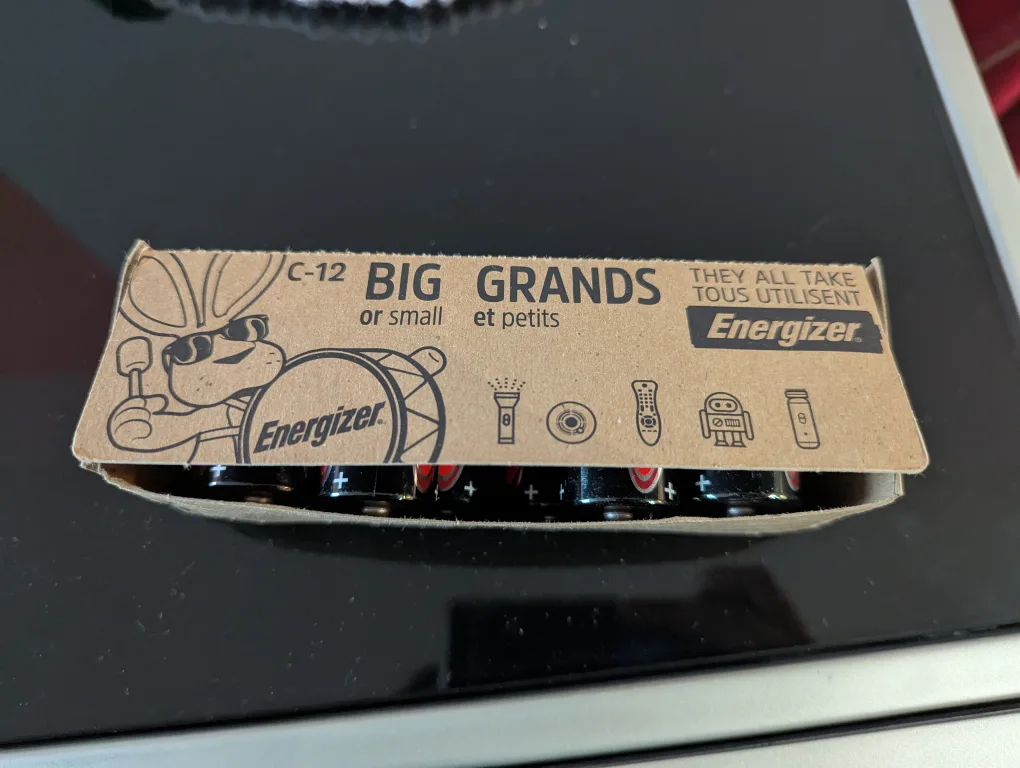 C-12
BIG
or small
GRANDS
et petits
THEY ALL TAKE
TOUS UTILISENT
Energizer®
Energizer®
+ + + + + +